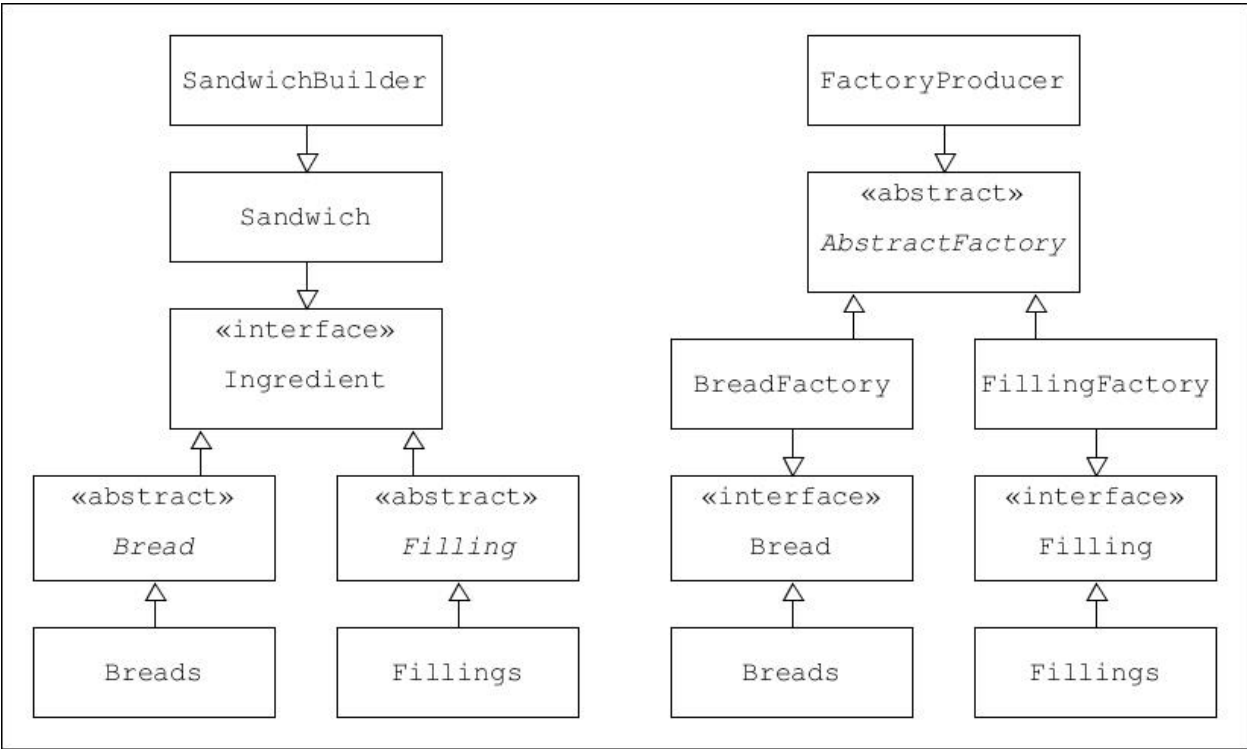 SandwichBuilder
Sandwich
«interface»
Ingredient
«abstract»
Bread
«abstract»
Filling
Breads
Fillings
FactoryProducer
«abstract»
AbstractFactory
BreadFactory
FillingFactory
«interface»
Bread
«interface»
Filling
Breads
Fillings